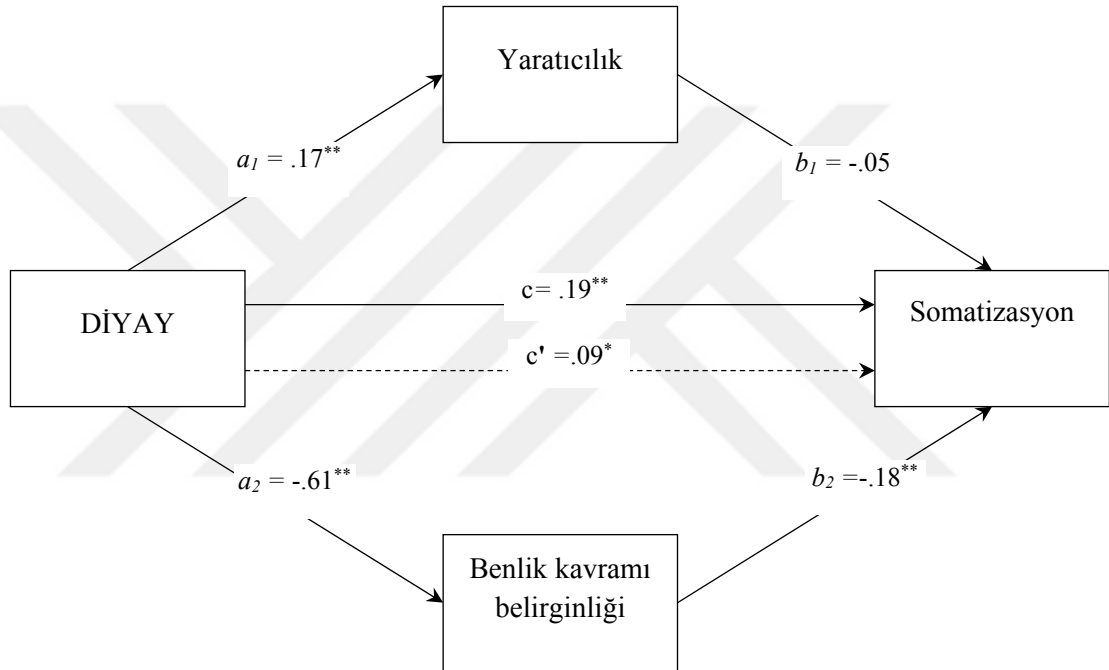 Yaratıcılık
a₁ = .17**
b₁ = -.05
DİYAY
c= .19**
c' =.09*
Somatizasyon
a₂ = -.61**
b₂ =-.18**
Benlik kavramı
belirginliği